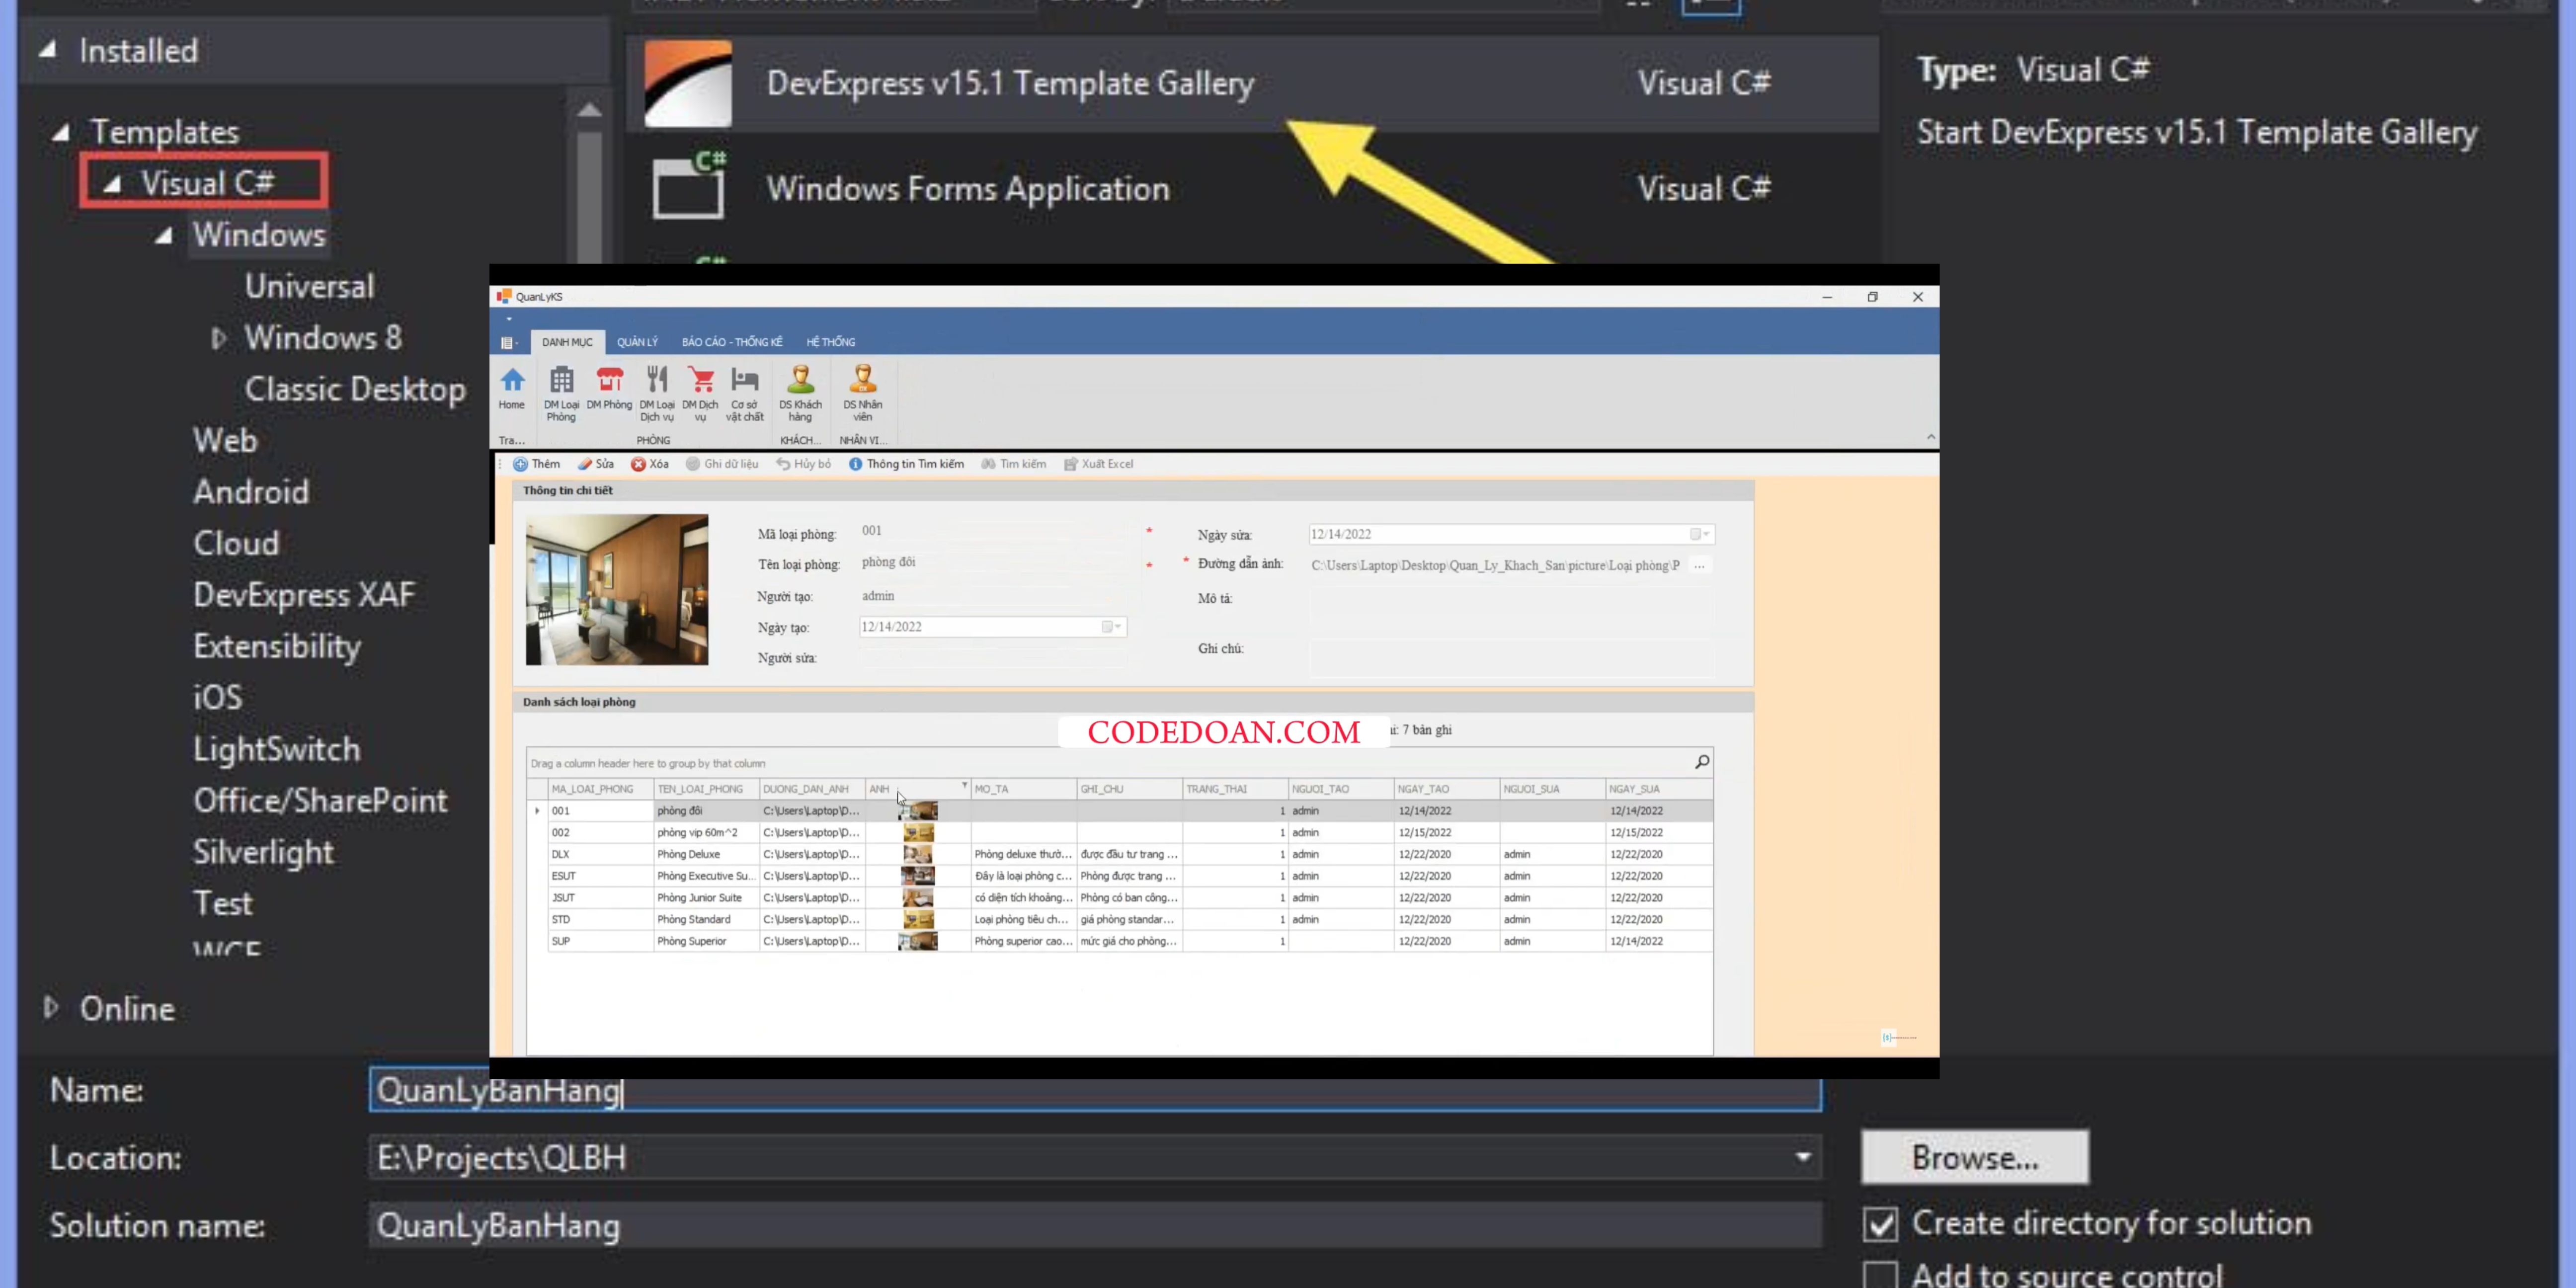 Installed
Templates
Visual C#
Windows
Universal
Windows 8
Classic Desktop
Web
Android
Cloud
DevExpress XAF
Extensibility
iOS
LightSwitch
Office/SharePoint
Silverlight
Test
WCF
Online
DevExpress v15.1 Template Gallery Visual C#
Windows Forms Application Visual C#
Type: Visual C#
Start DevExpress v15.1 Template Gallery
QuanLyKS
DANH MỤC QUẢN LÝ BÁO CÁO - THỐNG KÊ HỆ THỐNG
Home DM Loại Phòng DM Phòng DM Loại Dịch vụ DM Dịch vụ Cơ sở vật chất DS Khách hàng DS Nhân viên
Tra... PHÒNG KHÁCH... NHÂN VI...
Thêm Sửa Xóa Ghi dữ liệu Hủy bỏ Thông tin Tìm kiếm Tìm kiếm Xuất Excel
Thông tin chi tiết
Mã loại phòng: 001 * Ngày sửa: 12/14/2022
Tên loại phòng: phòng đôi * * Đường dẫn ảnh: C:\Users\Laptop\Desktop\Quan_Ly_Khach_San\picture\Loại phòng\P ...
Người tạo: admin Mô tả:
Ngày tạo: 12/14/2022
Người sửa: Ghi chú:
Danh sách loại phòng
CODEDOAN.COM
7 bản ghi
Drag a column header here to group by that column
MA_LOAI_PHONG TEN_LOAI_PHONG DUONG_DAN_ANH ANH MO_TA GHI_CHU TRANG_THAI NGUOI_TAO NGAY_TAO NGUOI_SUA NGAY_SUA
001 phòng đôi C:\Users\Laptop\D... 1 admin 12/14/2022 12/14/2022
002 phòng vip 60m^2 C:\Users\Laptop\D... 1 admin 12/15/2022 12/15/2022
DLX Phòng Deluxe C:\Users\Laptop\D... Phòng deluxe thườ... được đầu tư trang ... 1 admin 12/22/2020 admin 12/22/2020
ESUT Phòng Executive Su... C:\Users\Laptop\D... Đây là loại phòng c... Phòng được trang ... 1 admin 12/22/2020 admin 12/22/2020
JSUT Phòng Junior Suite C:\Users\Laptop\D... có diện tích khoảng... Phòng có ban công... 1 admin 12/22/2020 admin 12/22/2020
STD Phòng Standard C:\Users\Laptop\D... Loại phòng tiêu ch... giá phòng standar... 1 admin 12/22/2020 admin 12/22/2020
SUP Phòng Superior C:\Users\Laptop\D... Phòng superior cao... mức giá cho phòng... 1 12/22/2020 admin 12/14/2022
Name: QuanLyBanHang
Location: E:\Projects\QLBH Browse...
Solution name: QuanLyBanHang Create directory for solution
Add to source control